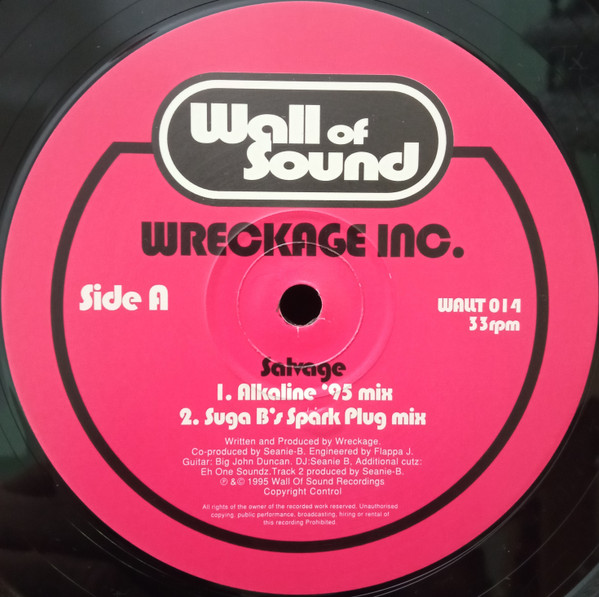 Wall of
Sound
WRECKAGE INC.
Side A
WALLT 014
33rpm
Salvage
1. Alkaline '95 mix
2. Suga B's Spark Plug mix
Written and Produced by Wreckage.
Co-produced by Seanie-B. Engineered by Flappa J.
Guitar: Big John Duncan. DJ:Seanie B. Additional cutz:
Eh One Soundz.Track 2 produced by Seanie-B.
℗ &© 1995 Wall Of Sound Recordings
Copyright Control
All rights of the owner of the recorded work reserved. Unauthorised
copying, public performance, broadcasting, hiring or rental of
this recording Prohibited.